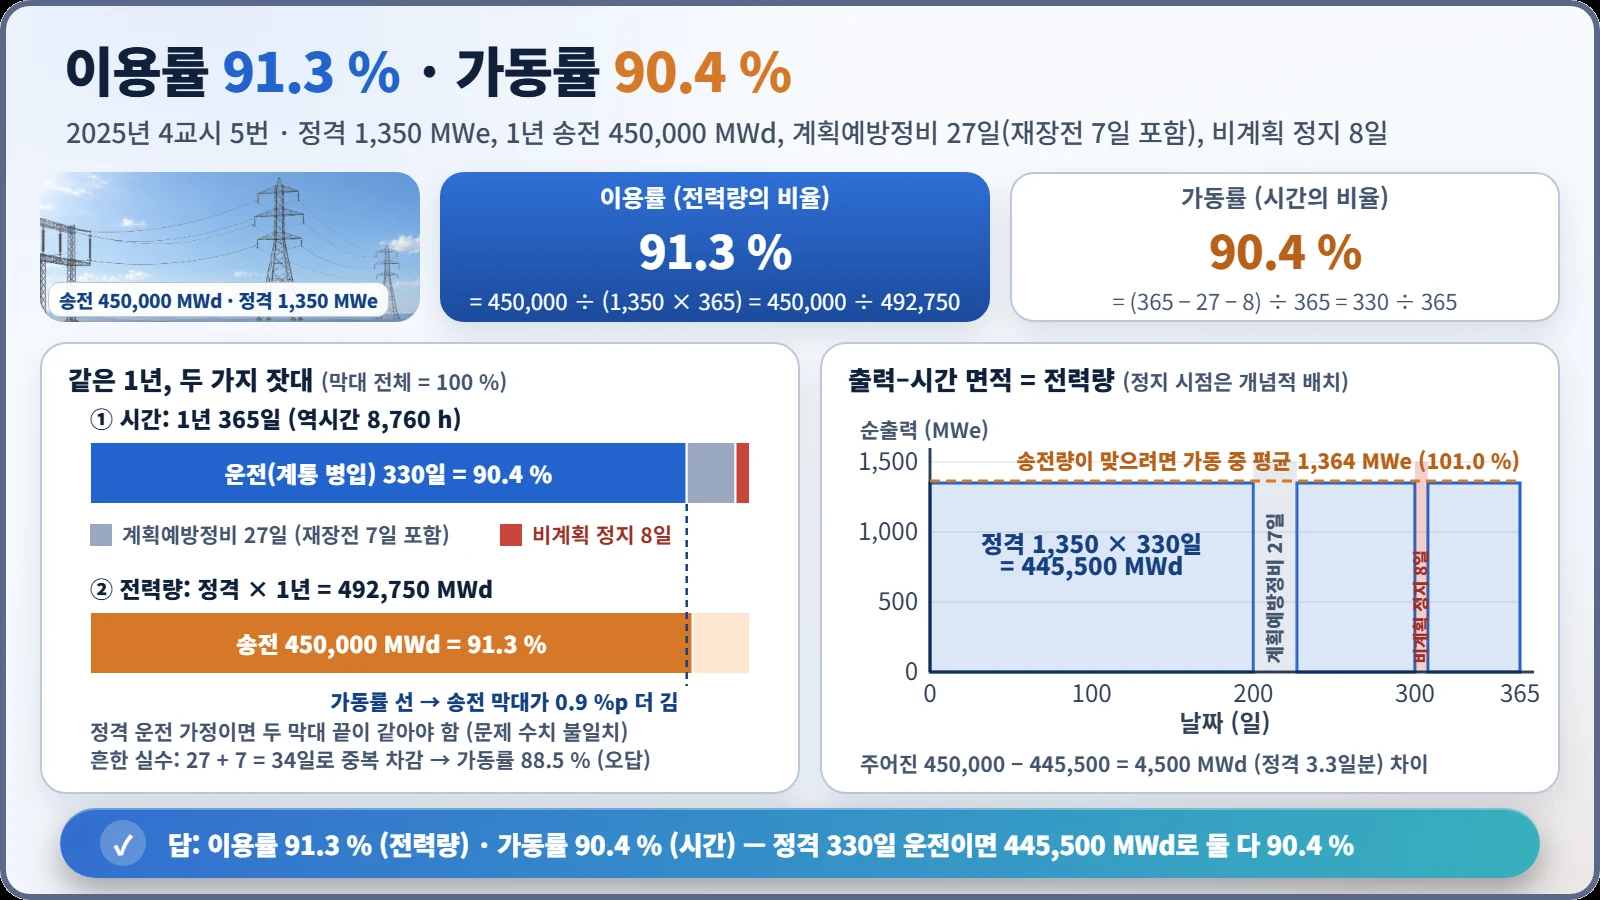 이용률 91.3 % · 가동률 90.4 %
2025년 4교시 5번 · 정격 1,350 MWe, 1년 송전 450,000 MWd, 계획예방정비 27일(재장전 7일 포함), 비계획 정지 8일
송전 450,000 MWd · 정격 1,350 MWe
이용률 (전력량의 비율)
91.3 %
= 450,000 ÷ (1,350 × 365) = 450,000 ÷ 492,750
가동률 (시간의 비율)
90.4 %
= (365 − 27 − 8) ÷ 365 = 330 ÷ 365
같은 1년, 두 가지 잣대 (막대 전체 = 100 %)
① 시간: 1년 365일 (역시간 8,760 h)
운전(계통 병입) 330일 = 90.4 %
계획예방정비 27일 (재장전 7일 포함)
비계획 정지 8일
② 전력량: 정격 × 1년 = 492,750 MWd
송전 450,000 MWd = 91.3 %
가동률 선 → 송전 막대가 0.9 %p 더 김
정격 운전 가정이면 두 막대 끝이 같아야 함 (문제 수치 불일치)
흔한 실수: 27 + 7 = 34일로 중복 차감 → 가동률 88.5 % (오답)
출력–시간 면적 = 전력량 (정지 시점은 개념적 배치)
순출력 (MWe)
송전량이 맞으려면 가동 중 평균 1,364 MWe (101.0 %)
1,500
1,000
500
0
정격 1,350 × 330일
= 445,500 MWd
계획예방정비 27일
비계획 정지 8일
0
100
200
300
365
날짜 (일)
주어진 450,000 − 445,500 = 4,500 MWd (정격 3.3일분) 차이
✓ 답: 이용률 91.3 % (전력량) · 가동률 90.4 % (시간) — 정격 330일 운전이면 445,500 MWd로 둘 다 90.4 %